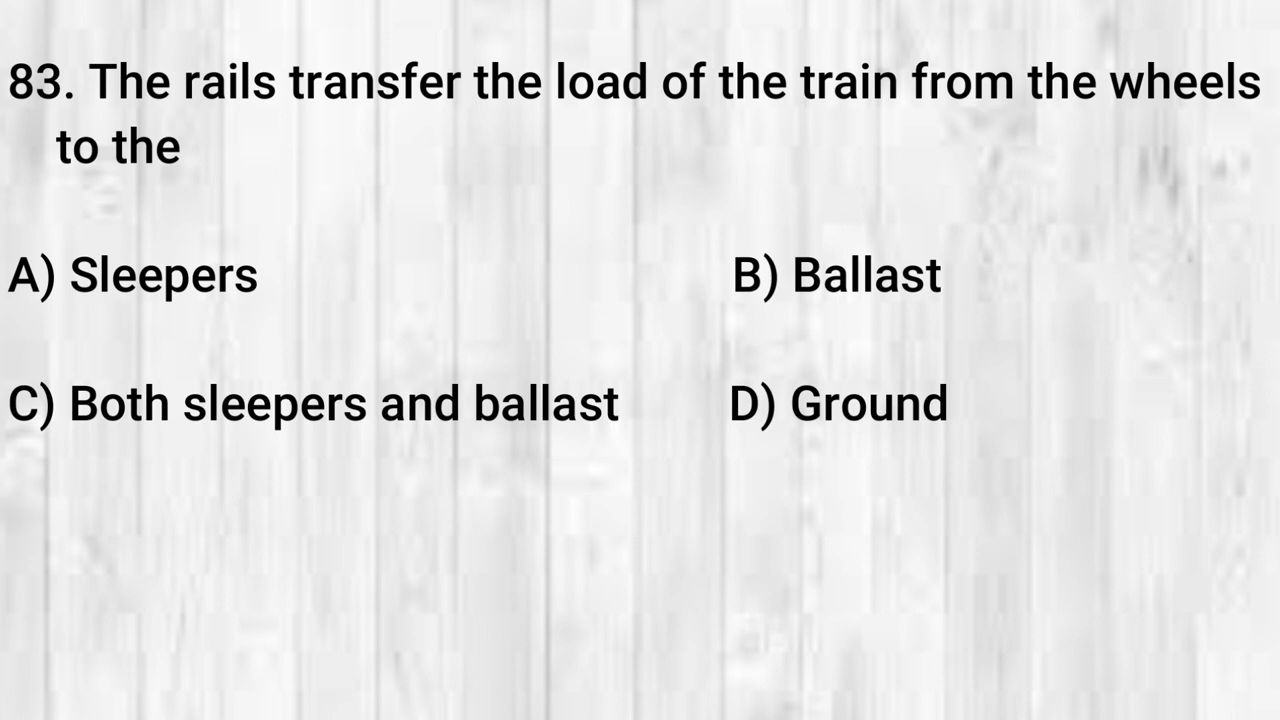 83. The rails transfer the load of the train from the wheels
to the
A) Sleepers
B) Ballast
C) Both sleepers and ballast
D) Ground